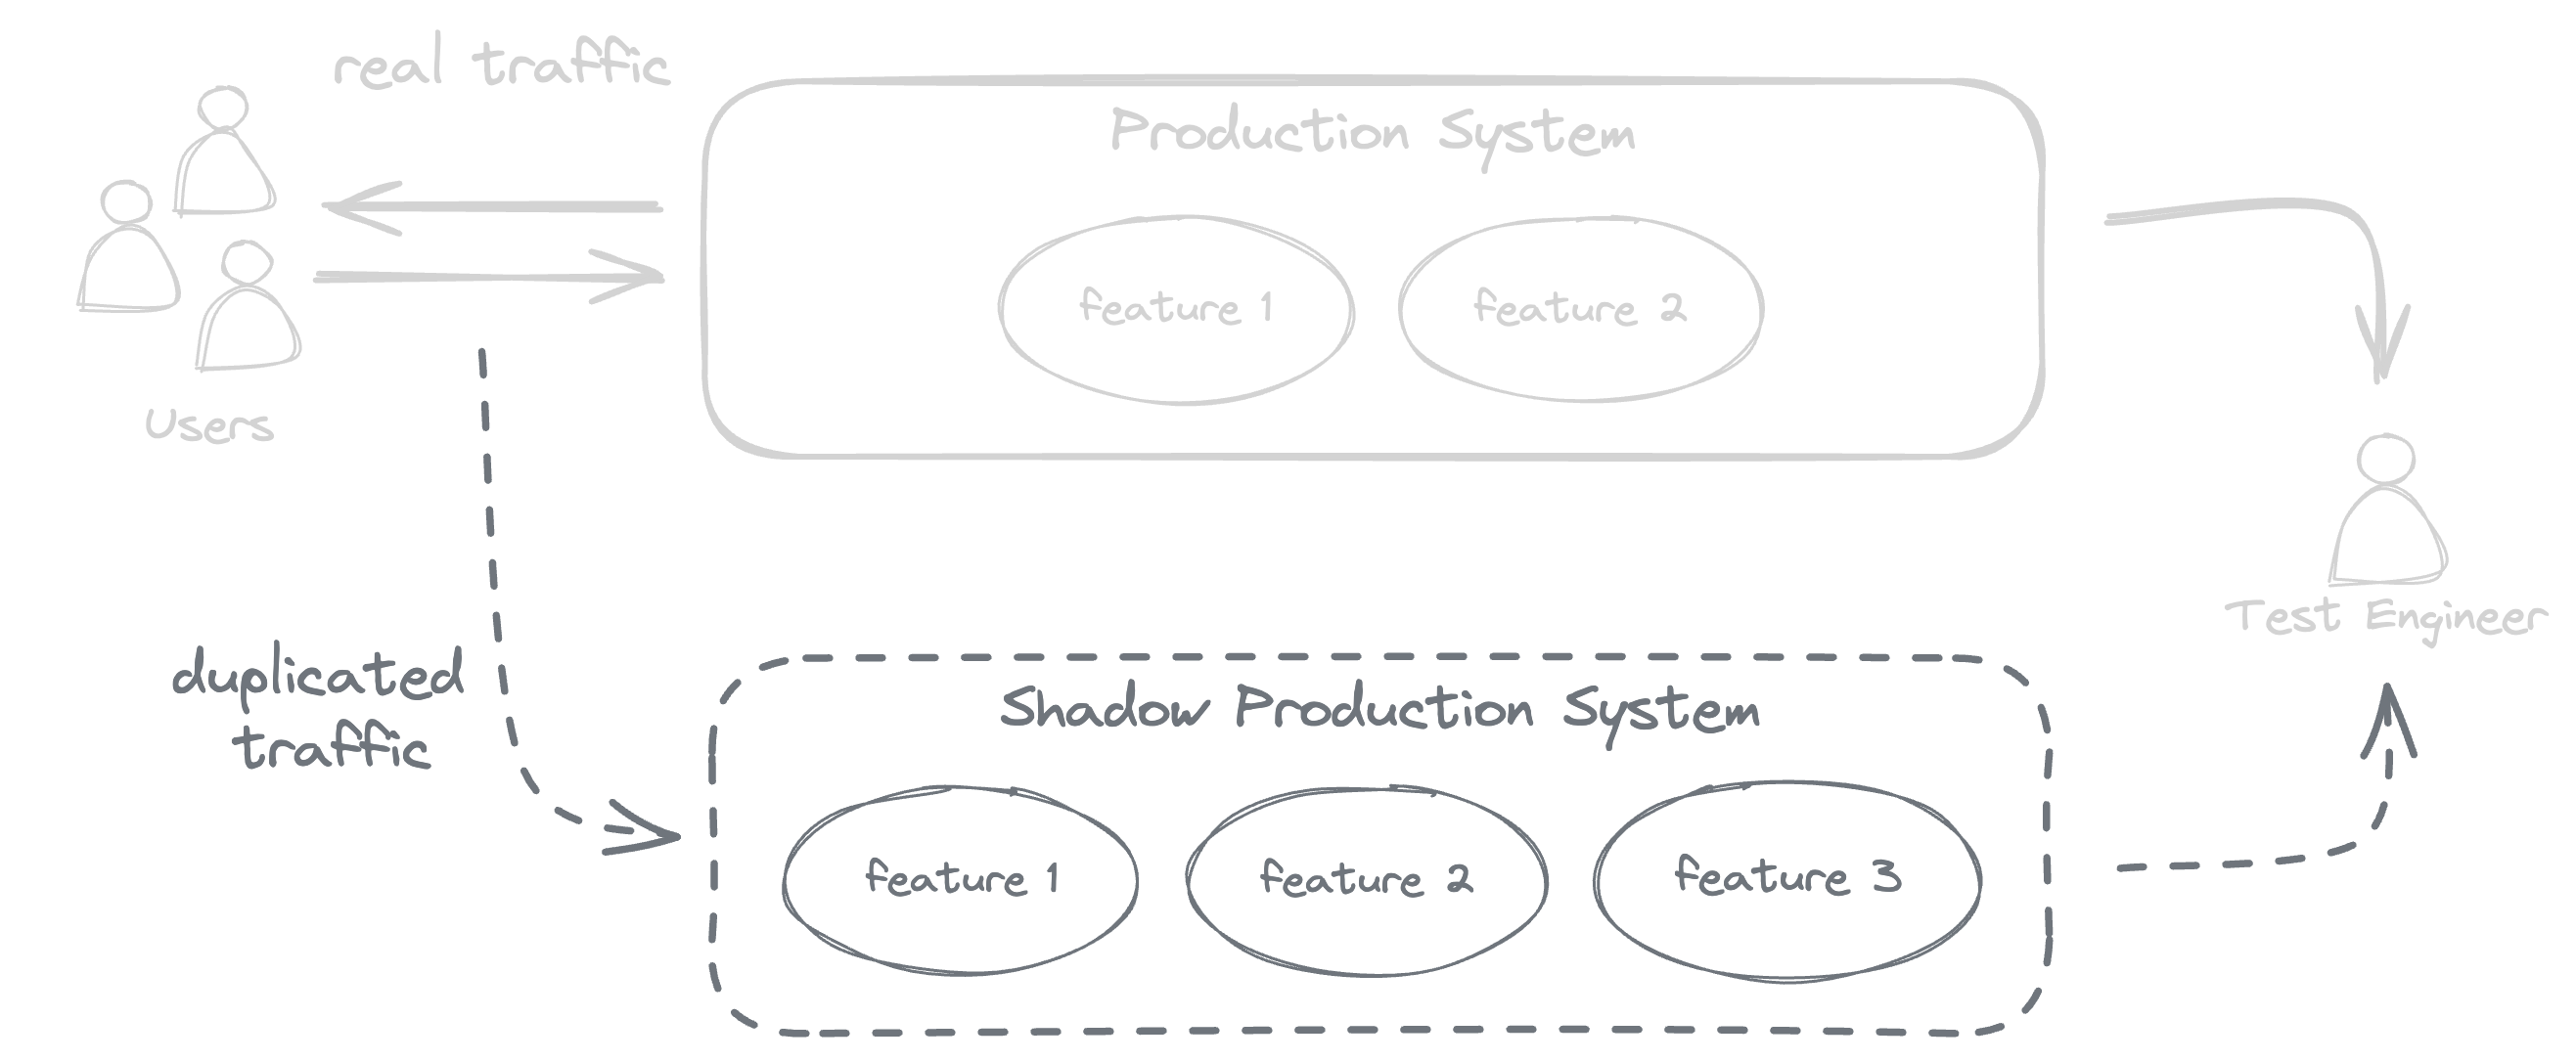 real traffic
Production System
feature 1
feature 2
Users
Test Engineer
duplicated
traffic
Shadow Production System
feature 1
feature 2
feature 3